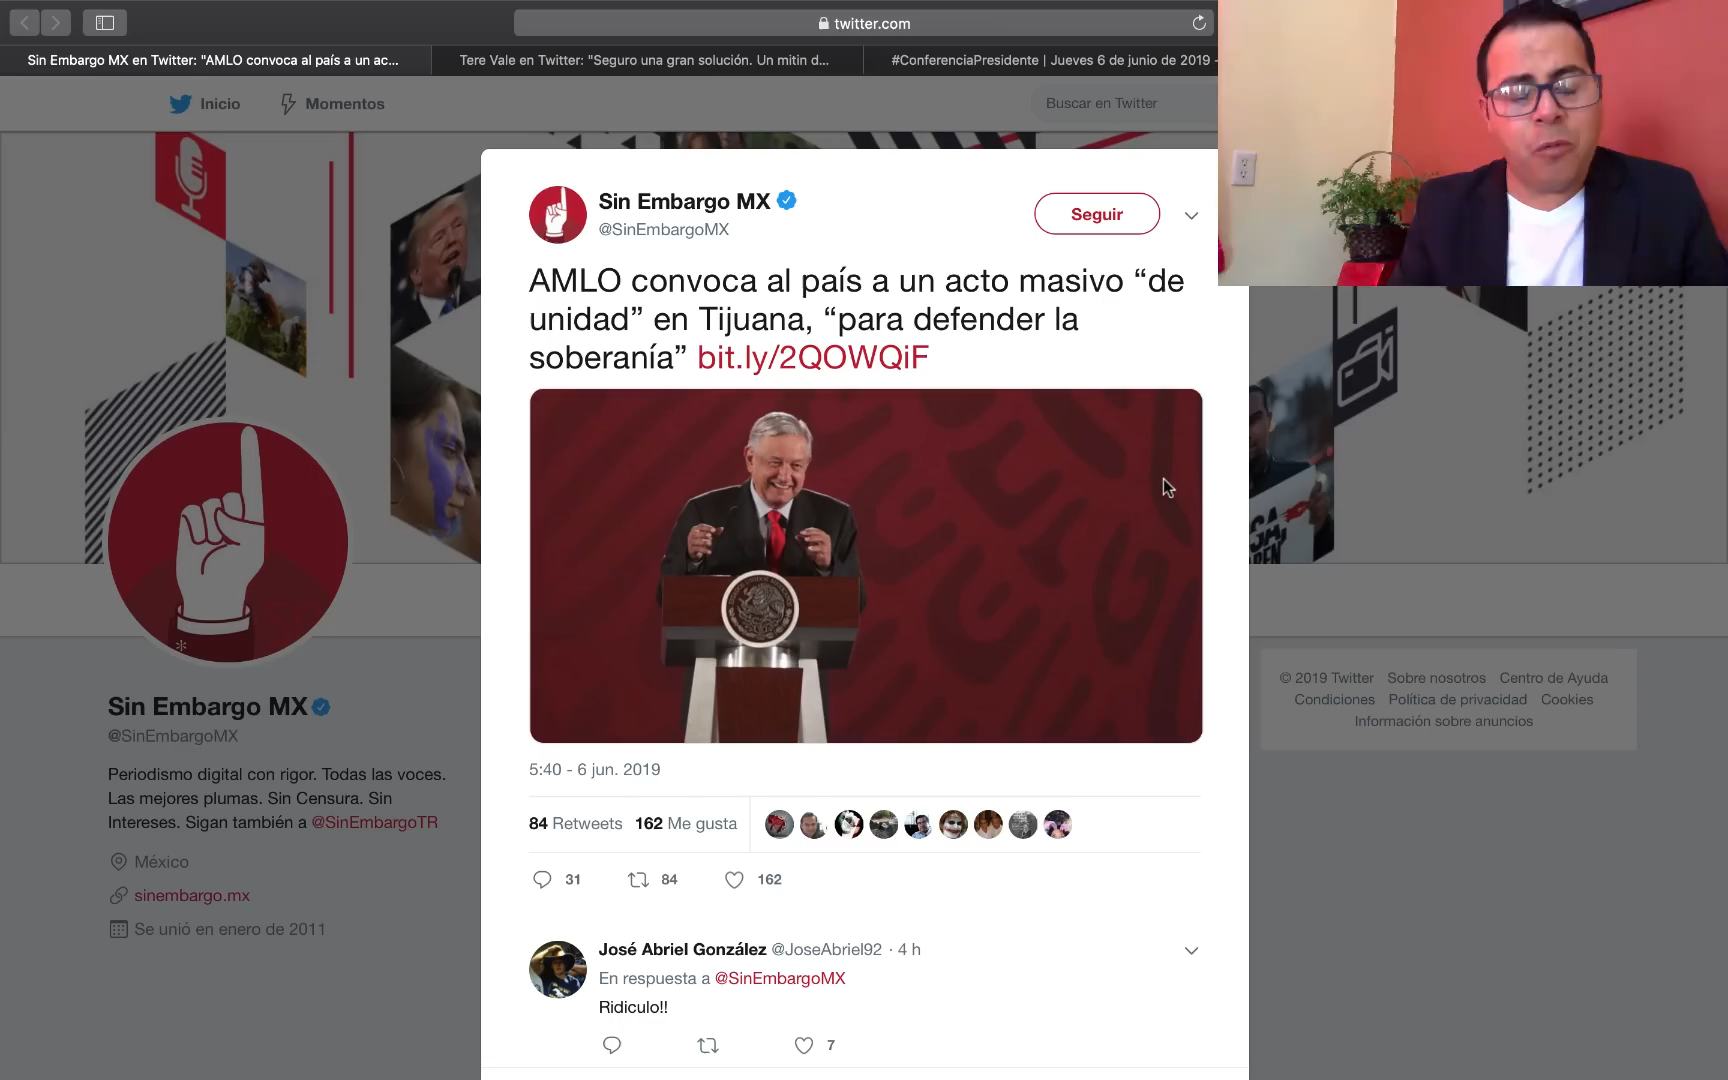 twitter.com
Sin Embargo MX en Twitter: "AMLO convoca al país a un ac...
Tere Vale en Twitter: "Seguro una gran solución. Un mitin d...
#ConferenciaPresidente | Jueves 6 de junio de 2019 -
Inicio
Momentos
Buscar en Twitter
Sin Embargo MX
@SinEmbargoMX
Seguir
AMLO convoca al país a un acto masivo “de
unidad” en Tijuana, “para defender la
soberanía” bit.ly/2QOWQiF
5:40 - 6 jun. 2019
84 Retweets 162 Me gusta
31 84 162
José Abriel González @JoseAbriel92 · 4 h
En respuesta a @SinEmbargoMX
Ridiculo!!
7
Sin Embargo MX
@SinEmbargoMX
Periodismo digital con rigor. Todas las voces.
Las mejores plumas. Sin Censura. Sin
Intereses. Sigan también a @SinEmbargoTR
México
sinembargo.mx
Se unió en enero de 2011
© 2019 Twitter Sobre nosotros Centro de Ayuda
Condiciones Política de privacidad Cookies
Información sobre anuncios